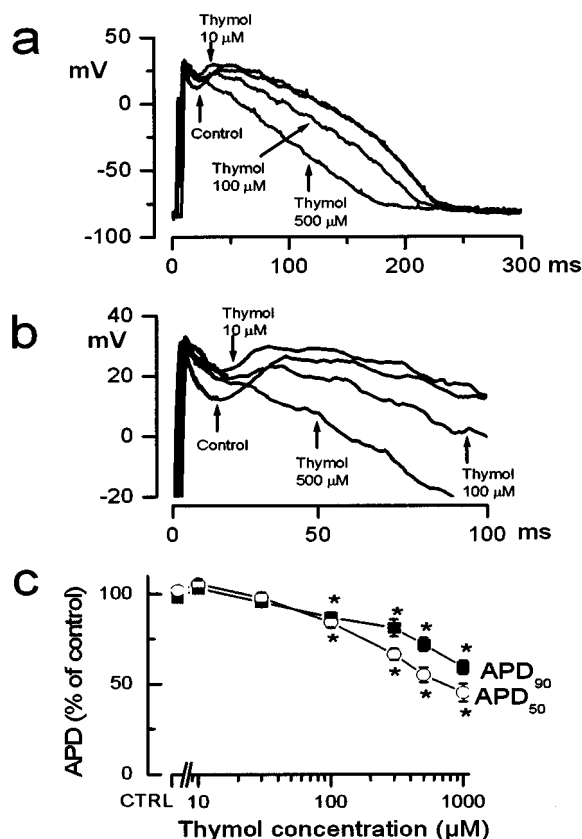 a
Thymol
10 µM
mV
25
0
-50
-100
Control
Thymol
100 µM
Thymol
500 µM
0
100
200
300
ms
b
Thymol
10 µM
mV
40
20
0
-20
Control
Thymol
500 µM
Thymol
100 µM
0
50
100
ms
c
APD (% of control)
100
50
0
* * * *
* * * *
APD90
APD50
CTRL
10
100
1000
Thymol concentration (µM)